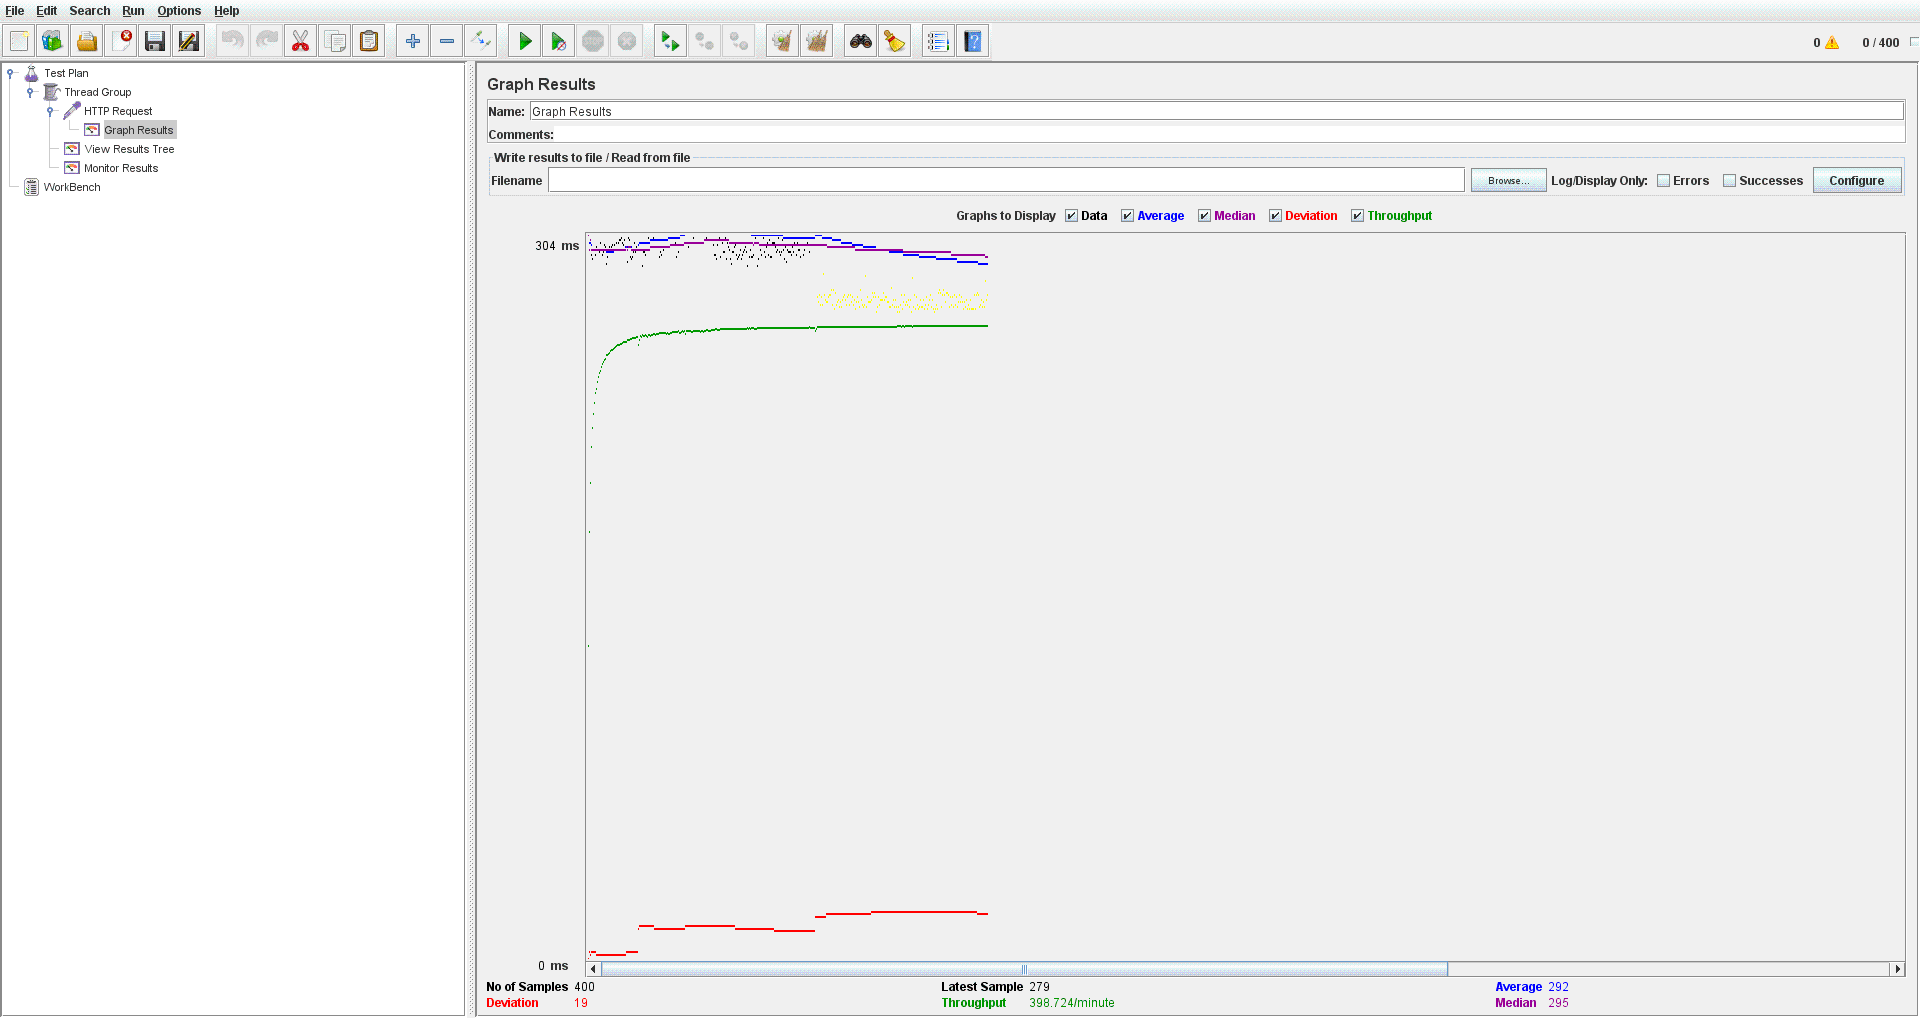 File Edit Search Run Options Help
0 0 / 400
Test Plan
Thread Group
HTTP Request
Graph Results
View Results Tree
Monitor Results
WorkBench
Graph Results
Name: Graph Results
Comments:
Write results to file / Read from file
Filename Browse... Log/Display Only: Errors Successes Configure
Graphs to Display Data Average Median Deviation Throughput
304 ms
0 ms
No of Samples 400 Latest Sample 279 Average 292
Deviation 19 Throughput 398.724/minute Median 295